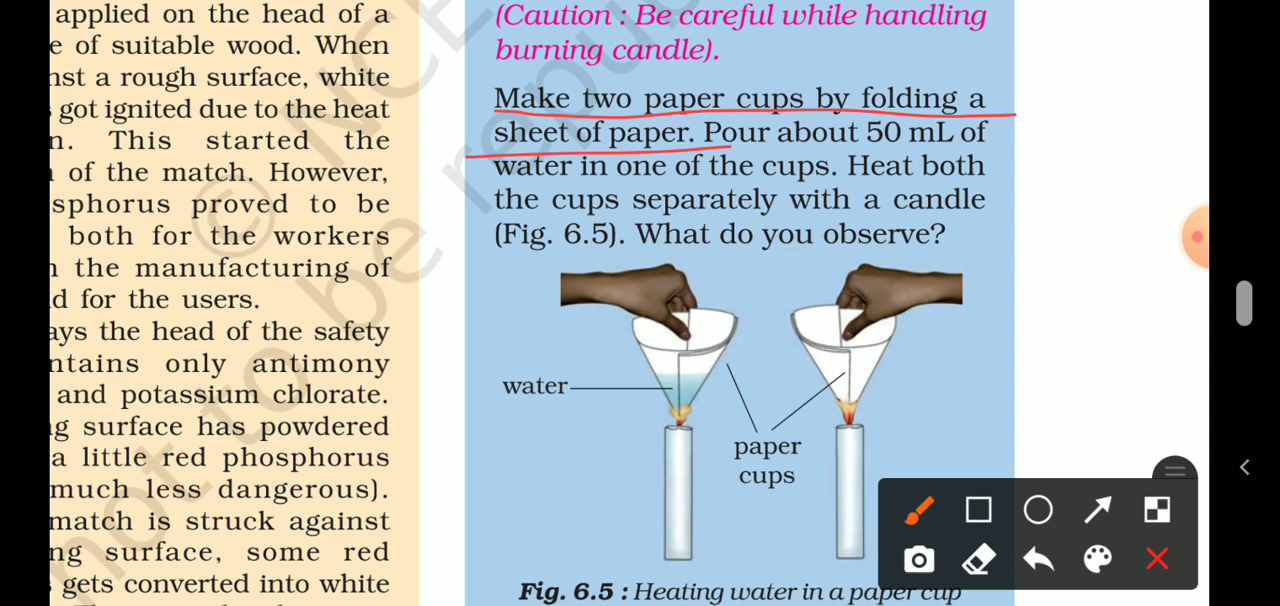 applied on the head of a
of suitable wood. When
a rough surface, white
got ignited due to the heat
This started the
of the match. However,
proved to be
both for the workers
the manufacturing of
for the users.
the head of the safety
only antimony
and potassium chlorate.
surface has powdered
a little red phosphorus
much less dangerous).
match is struck against
surface, some red
gets converted into white
(Caution : Be careful while handling
burning candle).
Make two paper cups by folding a
sheet of paper. Pour about 50 mL of
water in one of the cups. Heat both
the cups separately with a candle
(Fig. 6.5). What do you observe?
water
paper
cups
Fig. 6.5 : Heating water in a paper cup
©
not to be